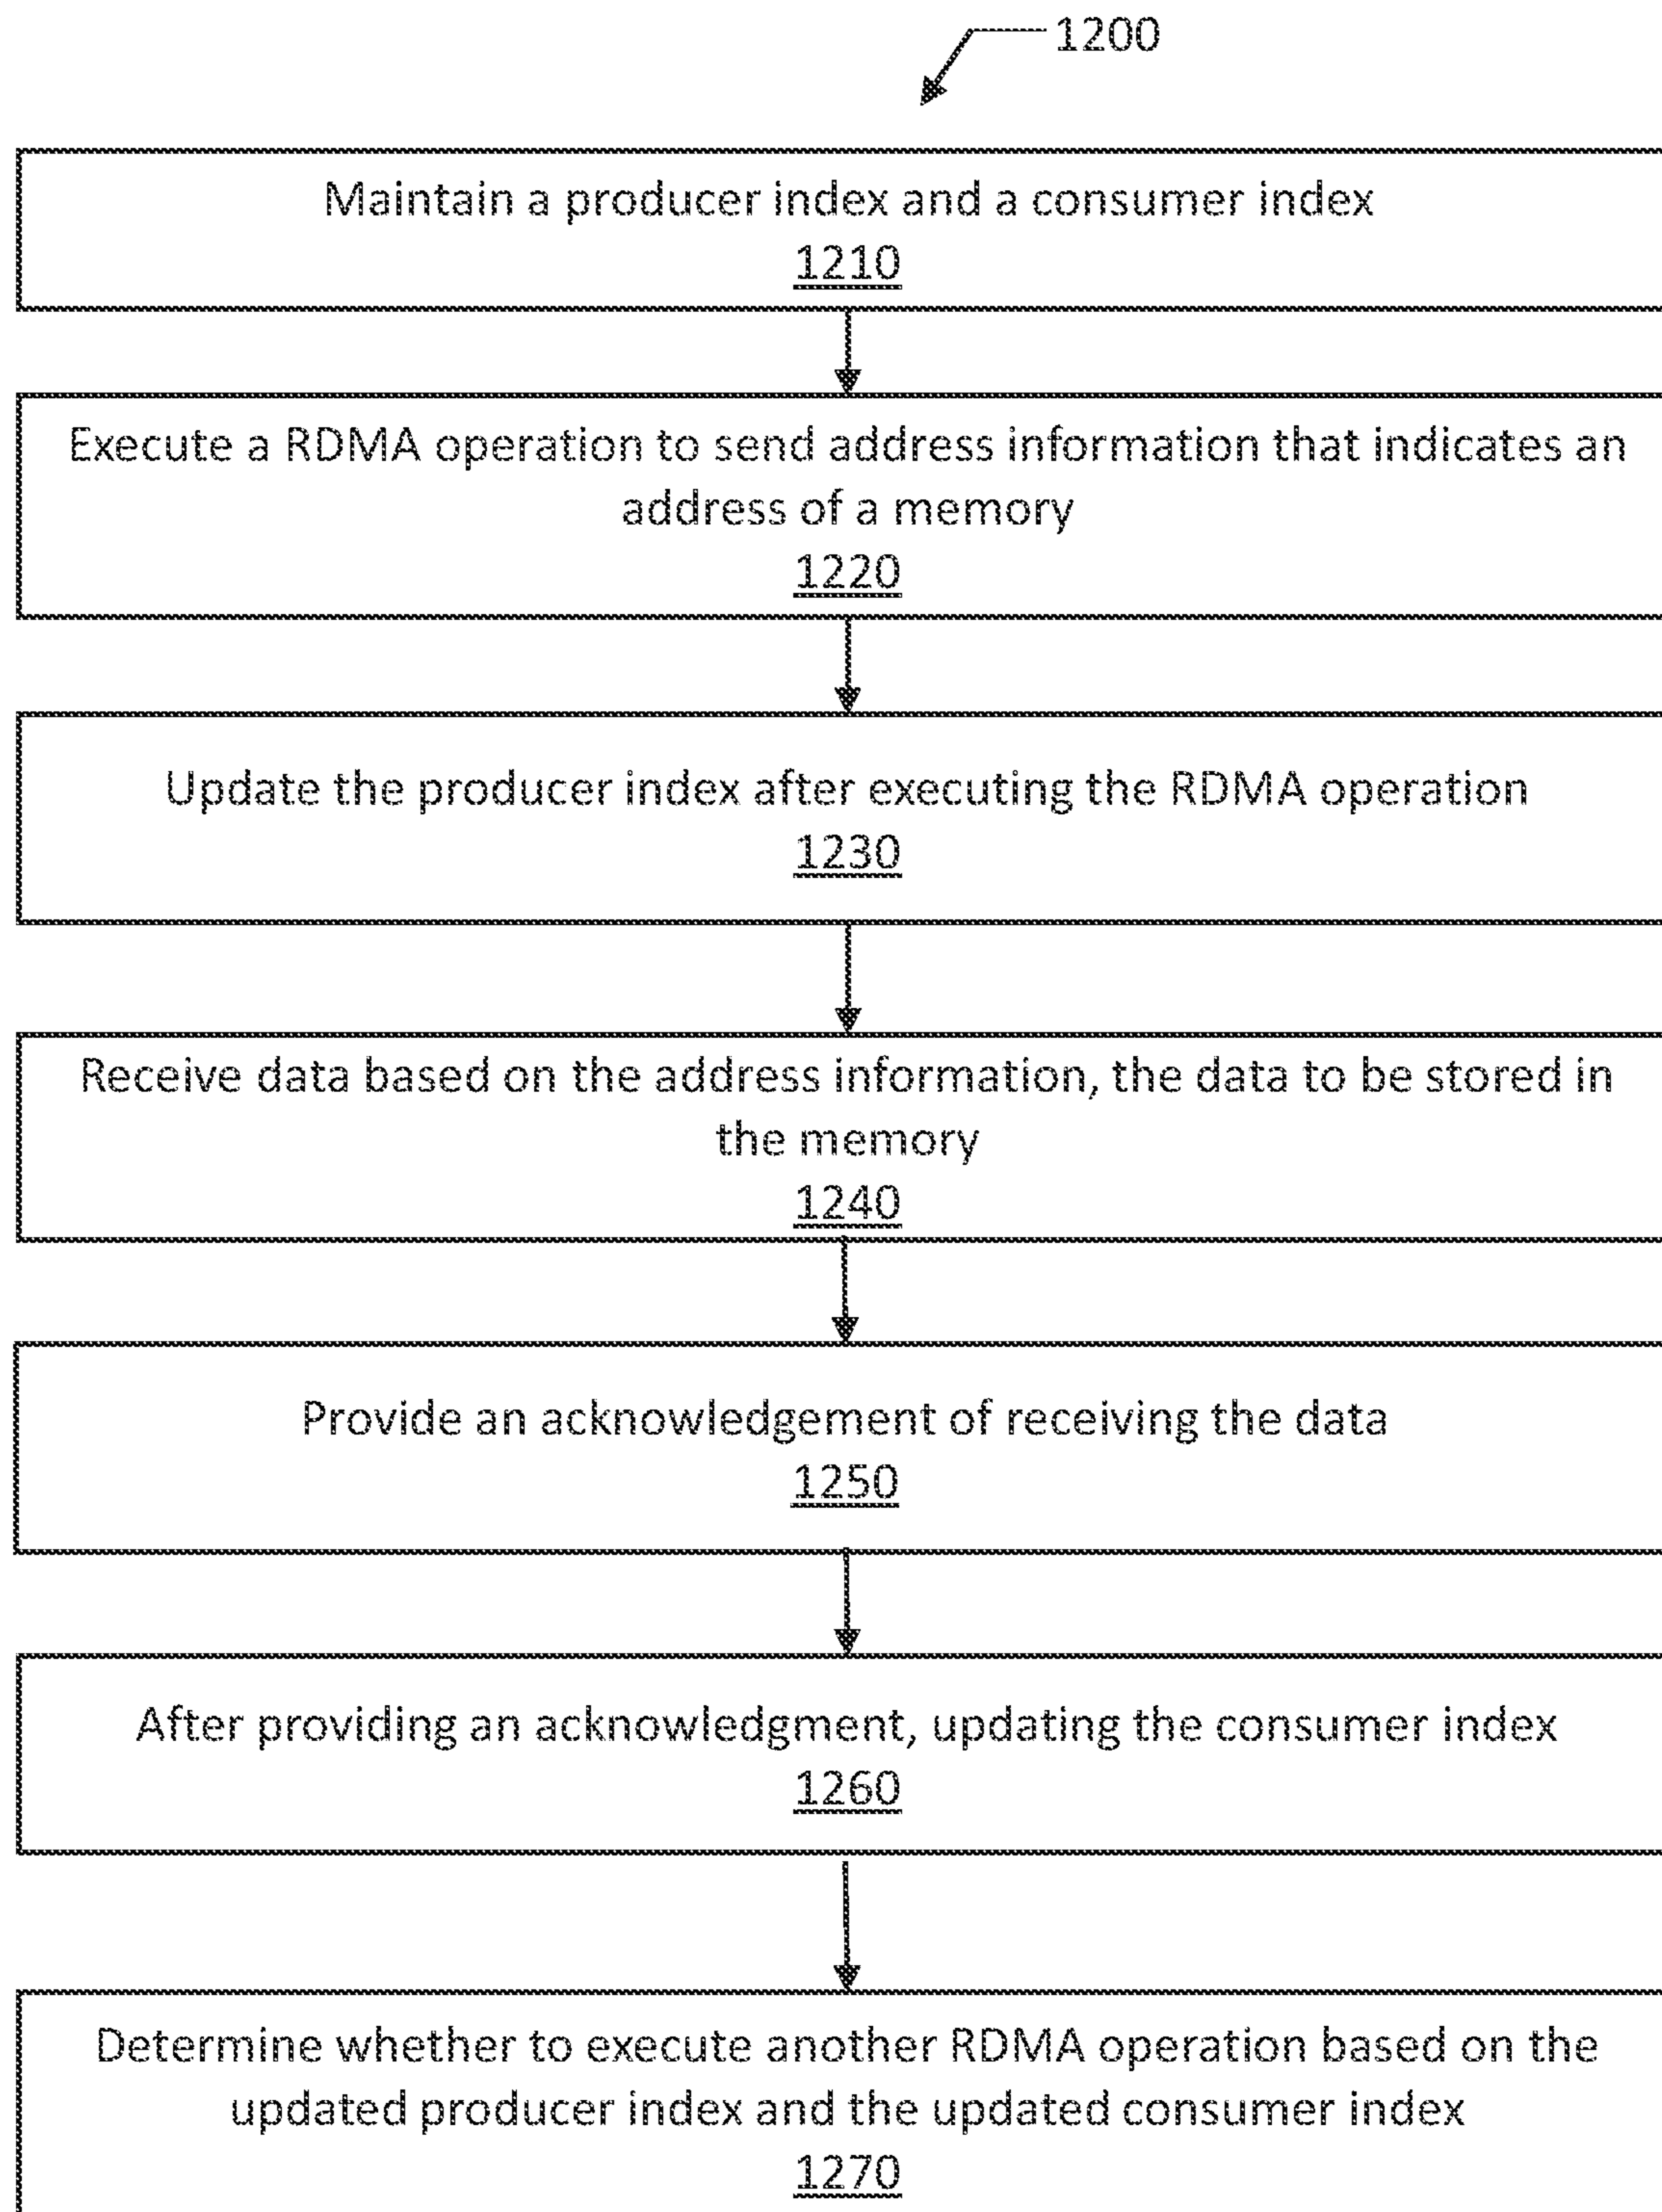 1200
Maintain a producer index and a consumer index
1210
Execute a RDMA operation to send address information that indicates an
address of a memory
1220
Update the producer index after executing the RDMA operation
1230
Receive data based on the address information, the data to be stored in
the memory
1240
Provide an acknowledgement of receiving the data
1250
After providing an acknowledgment, updating the consumer index
1260
Determine whether to execute another RDMA operation based on the
updated producer index and the updated consumer index
1270